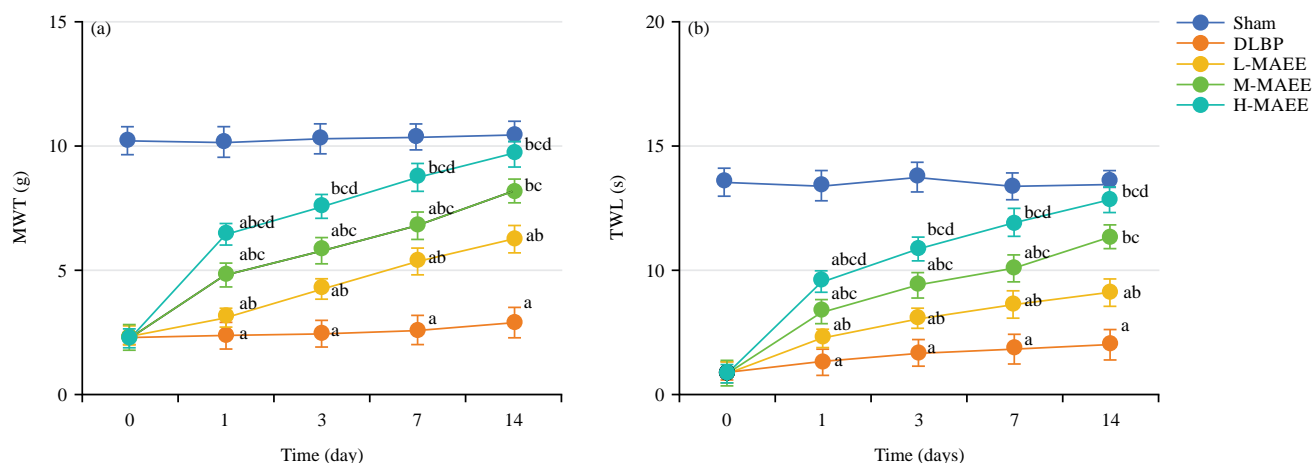 (a)
15
10
5
0
MWT (g)
bcd
bcd
bc
bcd
abcd
abc
abc
ab
abc
ab
ab
ab
a
a
a
a
0 1 3 7 14
Time (day)
(b)
20
13
10
0
TWL (s)
bcd
bcd
bcd
bc
abcd
abc
abc
abc
ab
ab
ab
ab
a
a
a
a
0 1 3 7 14
Time (days)
Sham
DLBP
L-MAEE
M-MAEE
H-MAEE